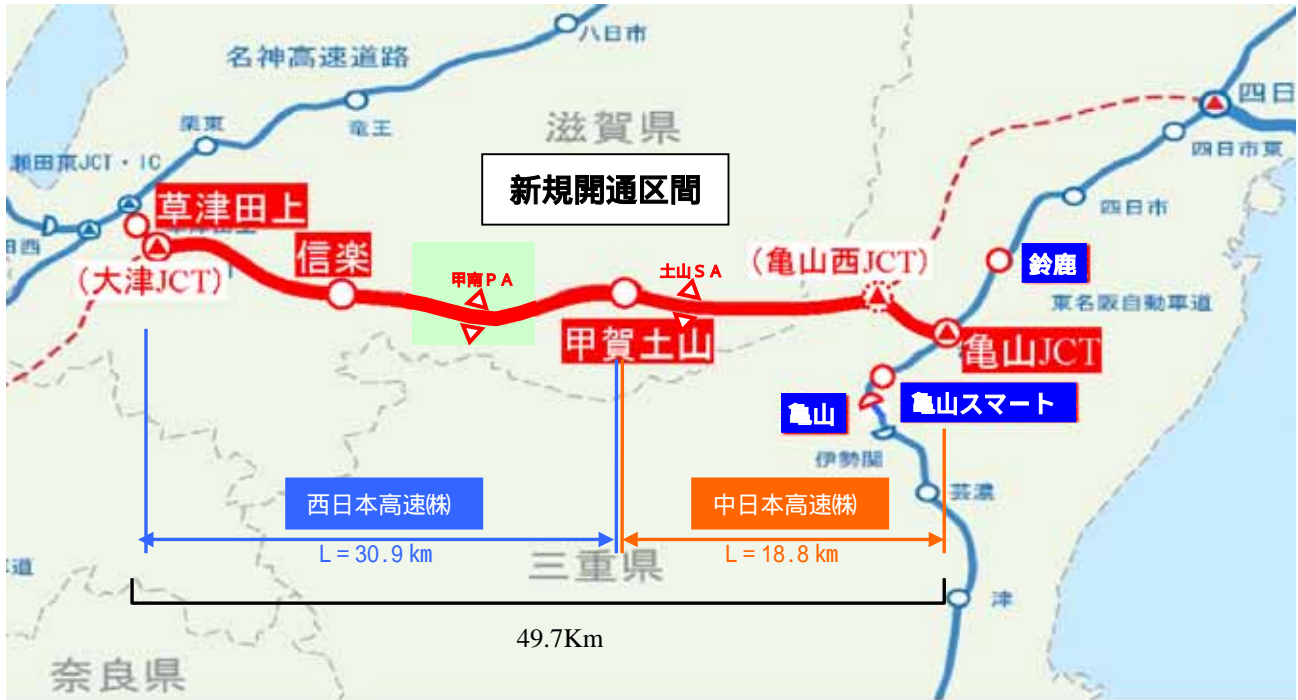 八日市
名神高速道路
竜王
栗東
滋賀県
四日
四日市東
瀬田東JCT・IC
新規開通区間
四日市
草津田上
信楽
甲南ＰＡ
土山ＳＡ
(亀山西JCT)
鈴鹿
東名阪自動車道
田西
(大津JCT)
甲賀土山
亀山JCT
亀山
亀山スマート
伊勢関
西日本高速㈱
中日本高速㈱
芸濃
L = 30.9 km
L = 18.8 km
道
三重県
津
49.7Km
奈良県